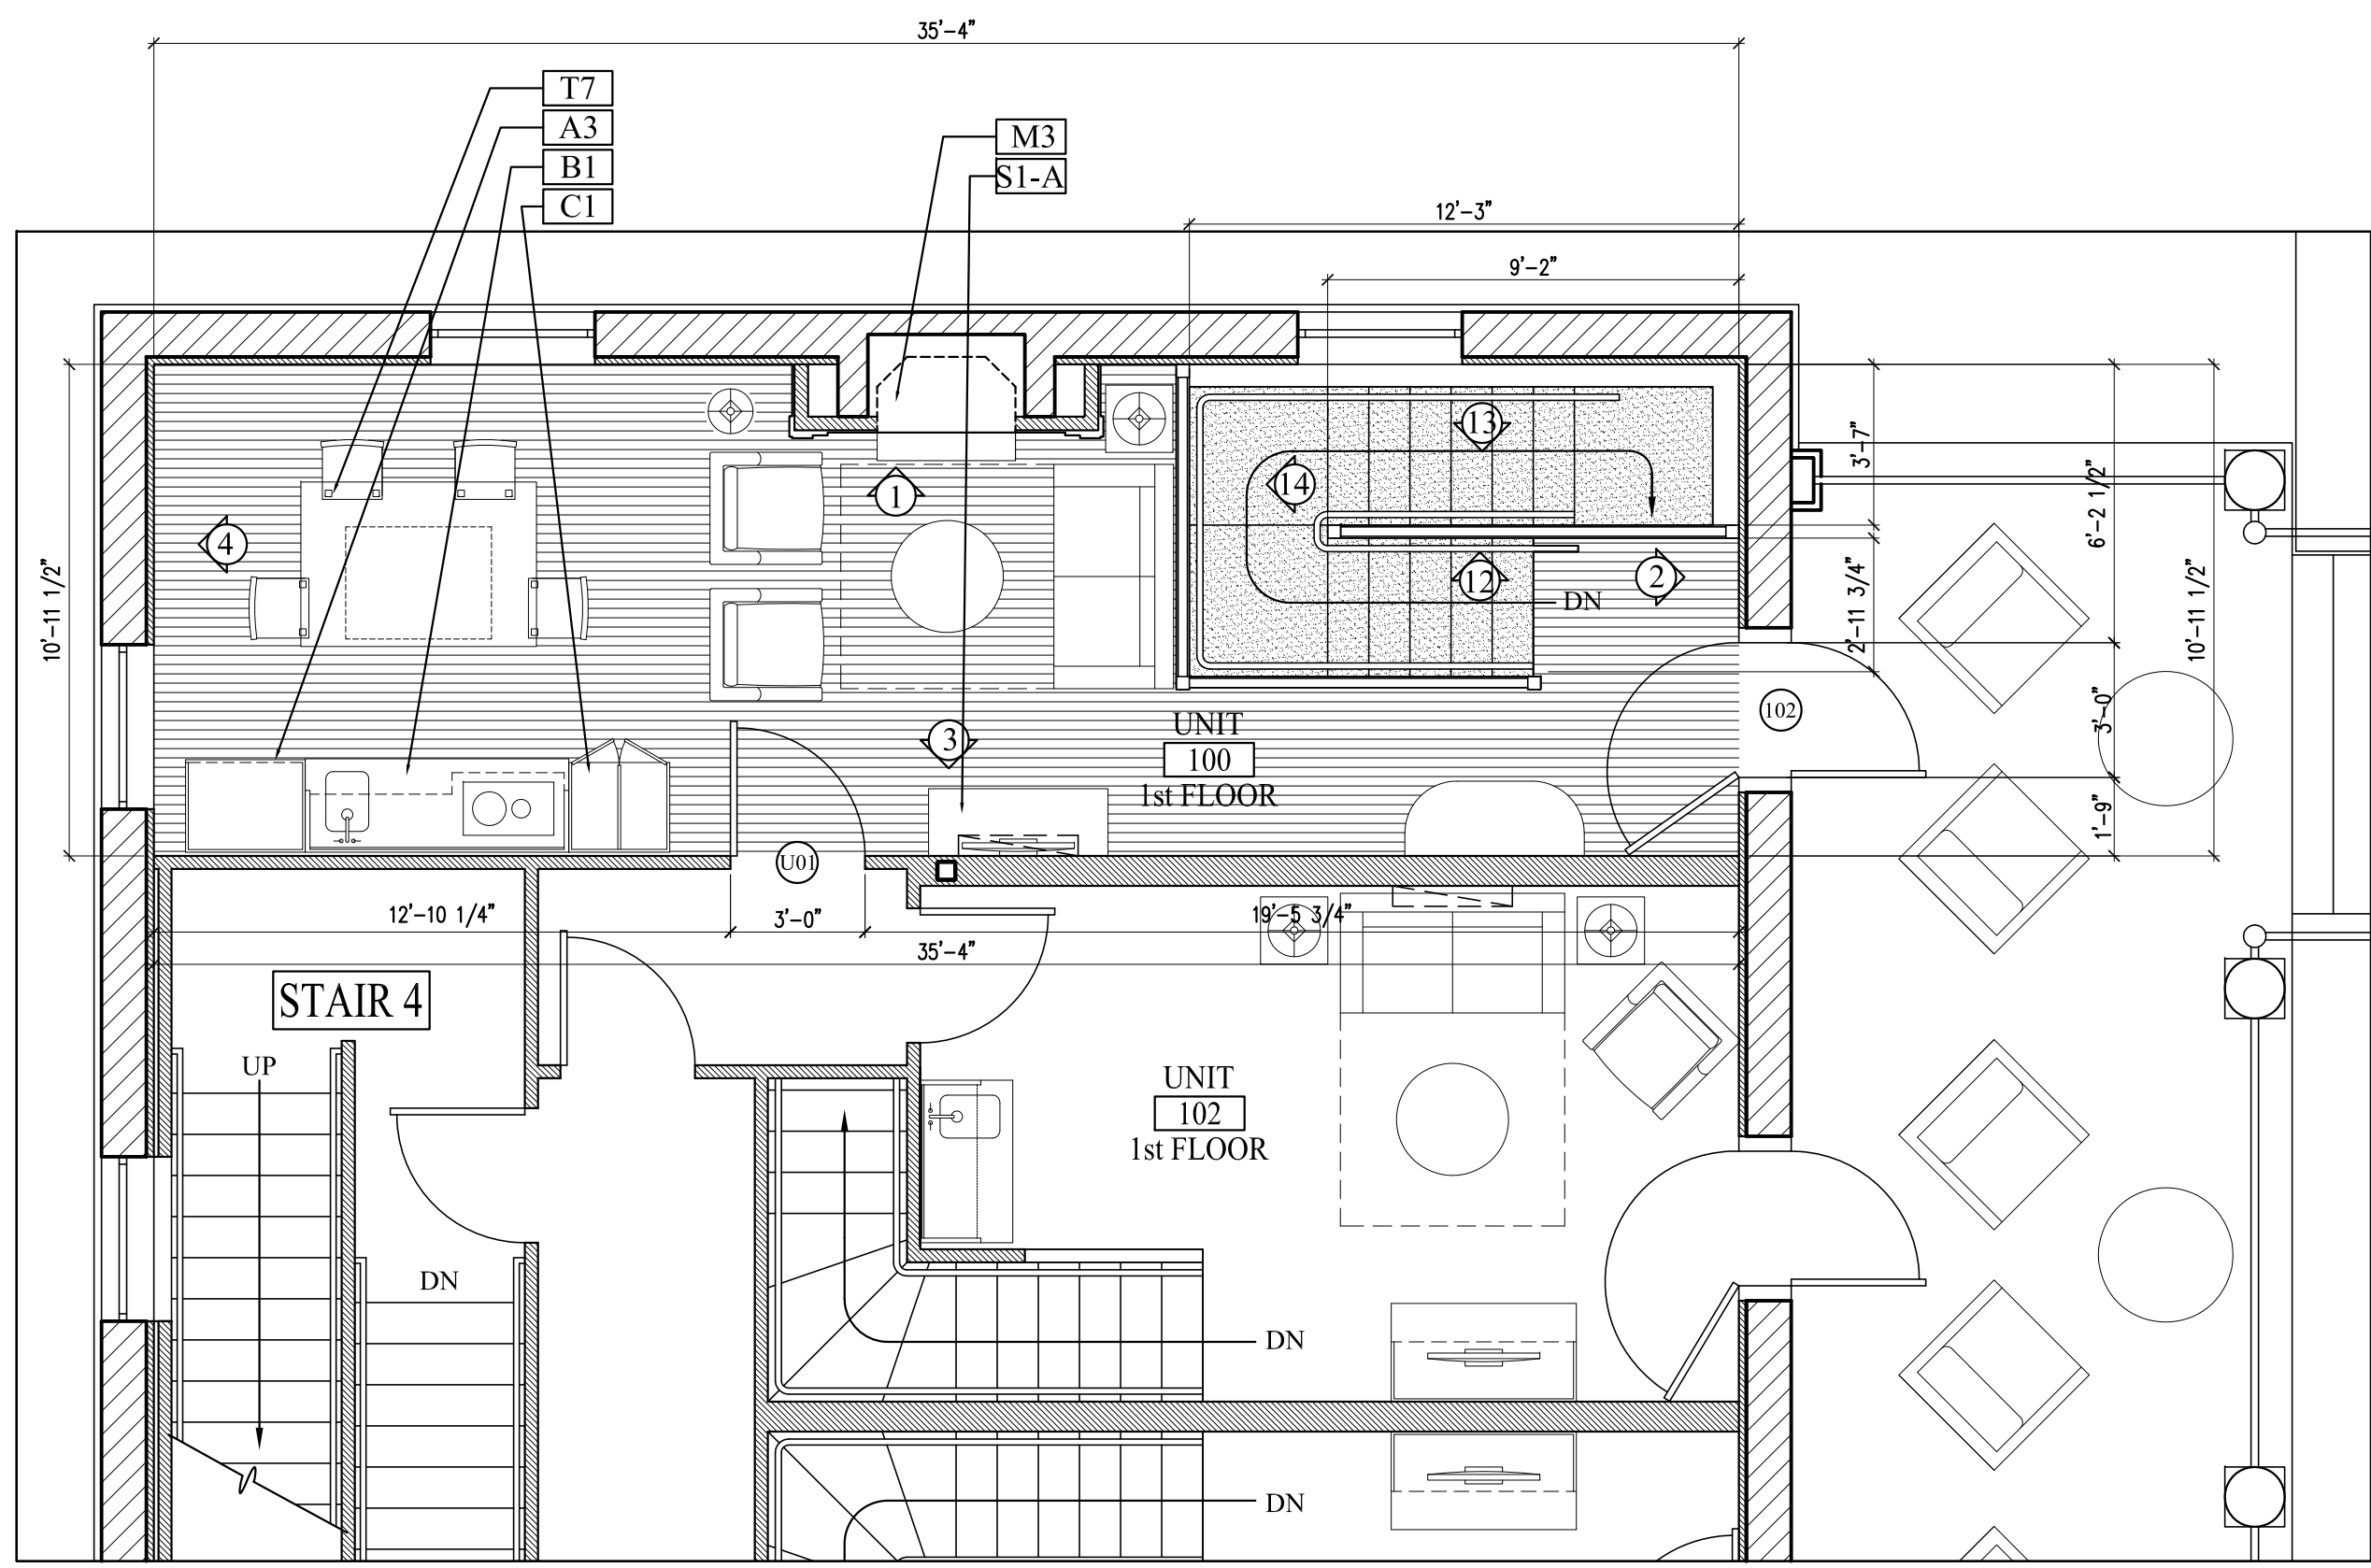 35'-4"
T7
A3
B1
C1
M3
S1-A
12'-3"
9'-2"
13
14
1
4
12
2
DN
3'-7"
2'-11 3/4"
6'-2 1/2"
10'-11 1/2"
10'-11 1/2"
3'-0"
1'-9"
102
3
UNIT
100
1st FLOOR
U01
12'-10 1/4"
3'-0"
19'-5 3/4"
35'-4"
STAIR 4
UP
DN
UNIT
102
1st FLOOR
DN
DN